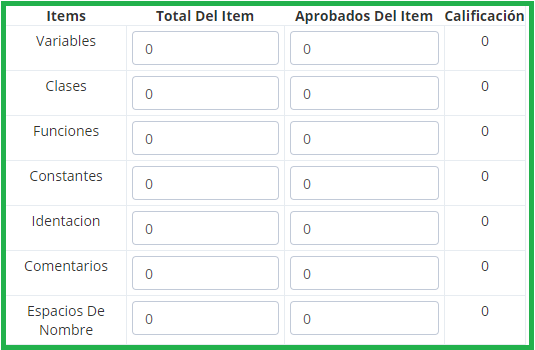 Items Total Del Item Aprobados Del Item Calificación
Variables 0 0 0
Clases 0 0 0
Funciones 0 0 0
Constantes 0 0 0
Identacion 0 0 0
Comentarios 0 0 0
Espacios De 0 0 0
Nombre